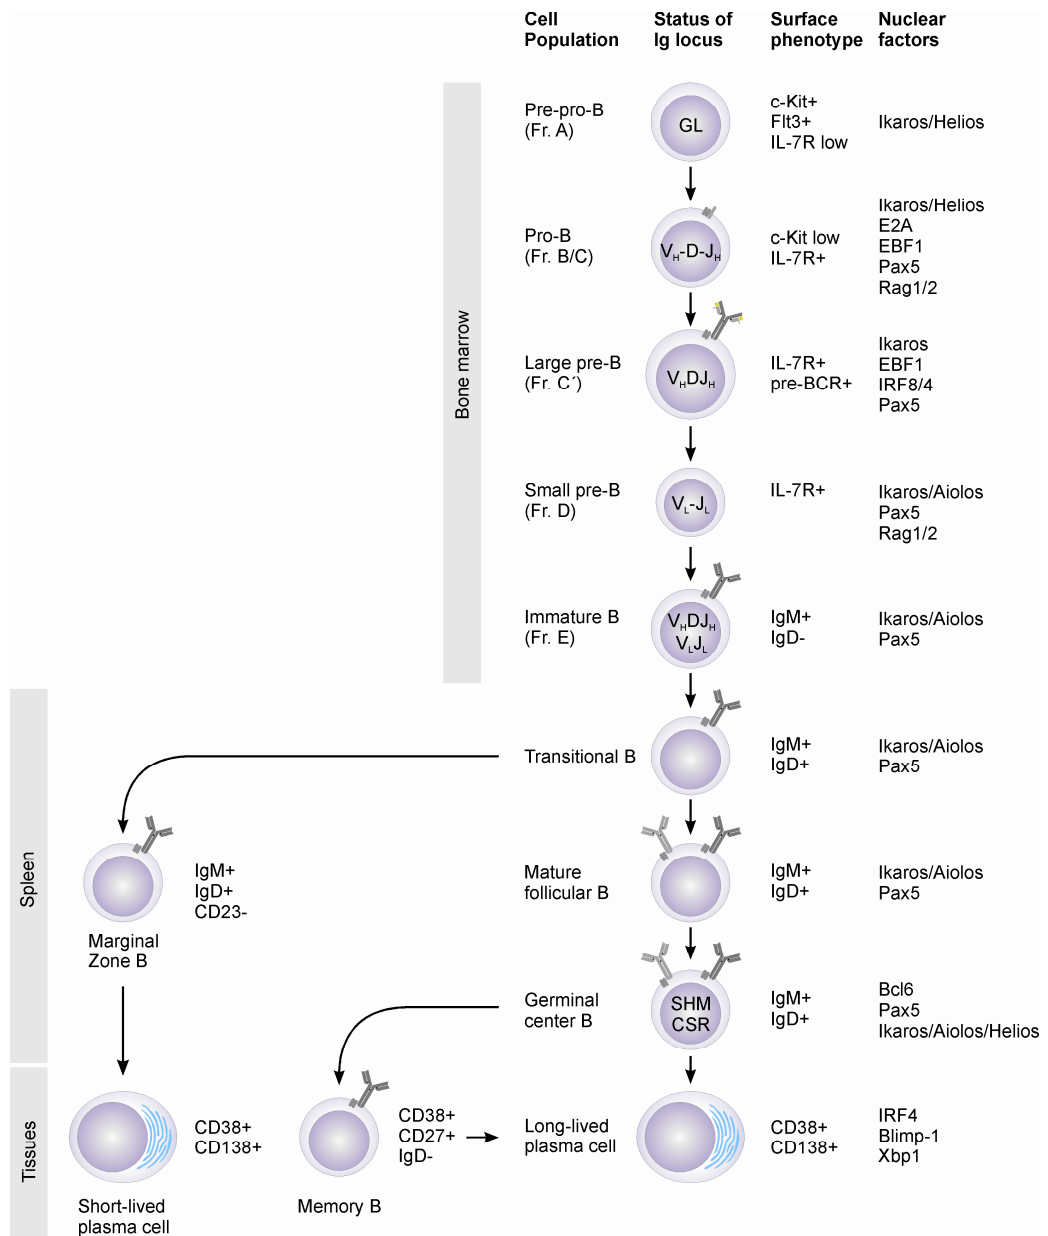 Cell
Population
Status of
Ig locus
Surface
phenotype
Nuclear
factors
Bone marrow
Pre-pro-B
(Fr. A)
GL
c-Kit+
Flt3+
IL-7R low
Ikaros/Helios
Pro-B
(Fr. B/C)
VH-D-JH
c-Kit low
IL-7R+
Ikaros/Helios
E2A
EBF1
Pax5
Rag1/2
Large pre-B
(Fr. C´)
VHDJH
IL-7R+
pre-BCR+
Ikaros
EBF1
IRF8/4
Pax5
Small pre-B
(Fr. D)
VL-JL
IL-7R+
Ikaros/Aiolos
Pax5
Rag1/2
Immature B
(Fr. E)
VHDJH
VLJL
IgM+
IgD-
Ikaros/Aiolos
Pax5
Spleen
Transitional B
IgM+
IgD+
Ikaros/Aiolos
Pax5
IgM+
IgD+
CD23-
Marginal
Zone B
Mature
follicular B
IgM+
IgD+
Ikaros/Aiolos
Pax5
Germinal
center B
SHM
CSR
IgM+
IgD+
Bcl6
Pax5
Ikaros/Aiolos/Helios
Tissues
CD38+
CD138+
Short-lived
plasma cell
CD38+
CD27+
IgD-
Memory B
Long-lived
plasma cell
CD38+
CD138+
IRF4
Blimp-1
Xbp1